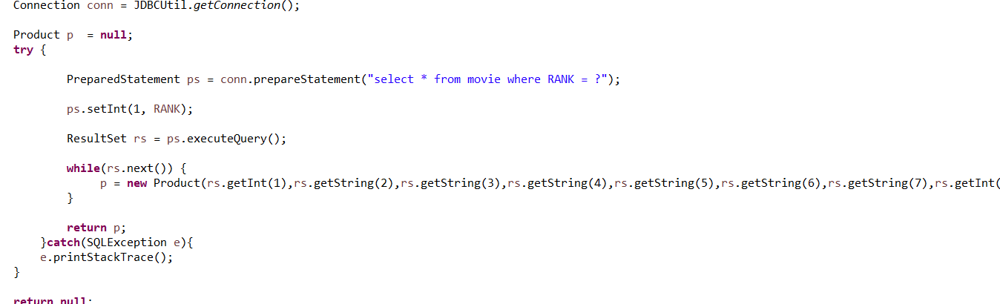 Connection conn = JDBCUtil.getConnection();
Product p  = null;
try {
PreparedStatement ps = conn.prepareStatement("select * from movie where RANK = ?");
ps.setInt(1, RANK);
ResultSet rs = ps.executeQuery();
while(rs.next()) {
p = new Product(rs.getInt(1),rs.getString(2),rs.getString(3),rs.getString(4),rs.getString(5),rs.getString(6),rs.getString(7),rs.getInt(
}
return p;
}catch(SQLException e){
e.printStackTrace();
}
return null;